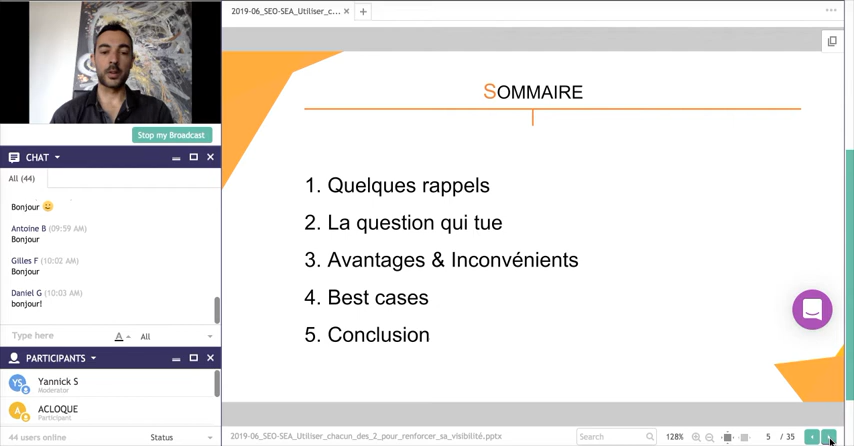 2019-06_SEO-SEA_Utiliser_c...
SOMMAIRE
1. Quelques rappels
2. La question qui tue
3. Avantages & Inconvénients
4. Best cases
5. Conclusion
Stop my Broadcast
CHAT
All (44)
Bonjour 🙂
Antoine B (09:59 AM)
Bonjour
Gilles F (10:02 AM)
Bonjour
Daniel G (10:03 AM)
bonjour!
Type here
A
All
PARTICIPANTS
YS
Yannick S
Moderator
A
ACLOQUE
Participant
44 users online
Status
2019-06_SEO-SEA_Utiliser_chacun_des_2_pour_renforcer_sa_visibilité.pptx
Search
128%
5 / 35